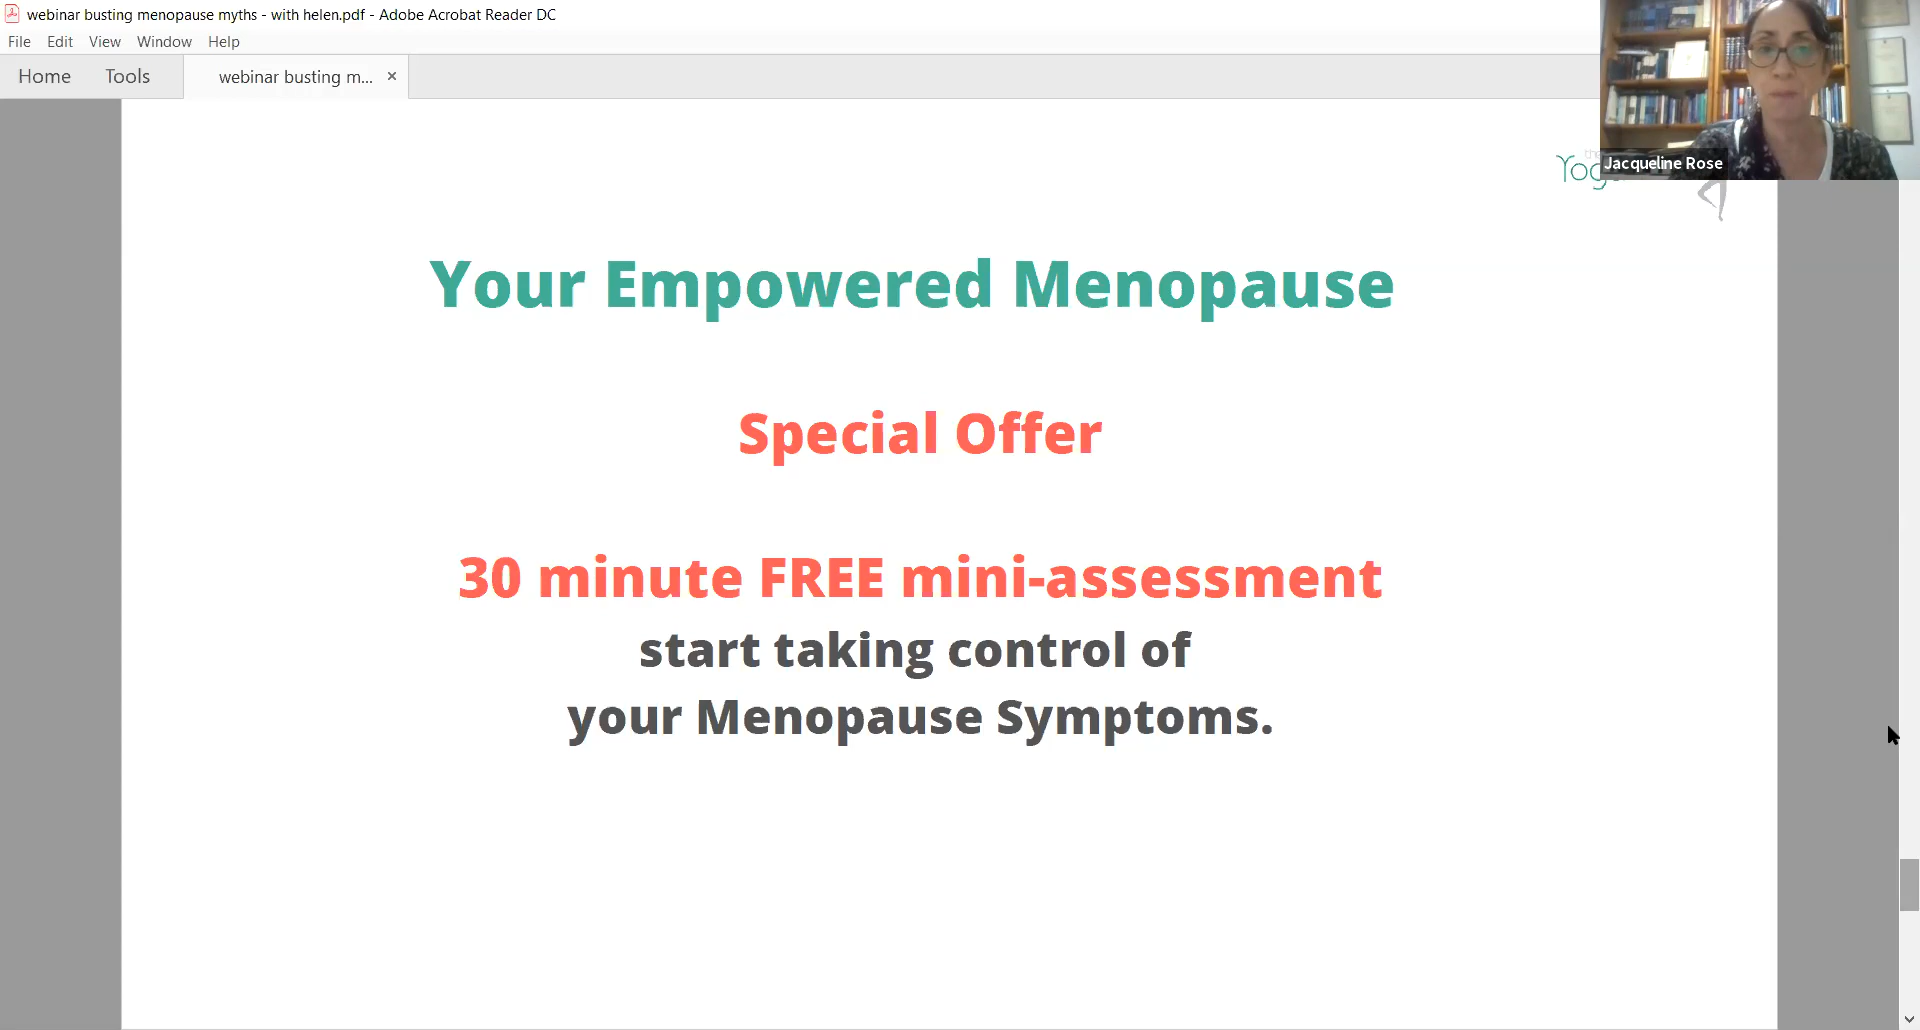 webinar busting menopause myths - with helen.pdf - Adobe Acrobat Reader DC
File Edit View Window Help
Home Tools webinar busting m... ×
Jacqueline Rose
Your Empowered Menopause
Special Offer
30 minute FREE mini-assessment
start taking control of
your Menopause Symptoms.